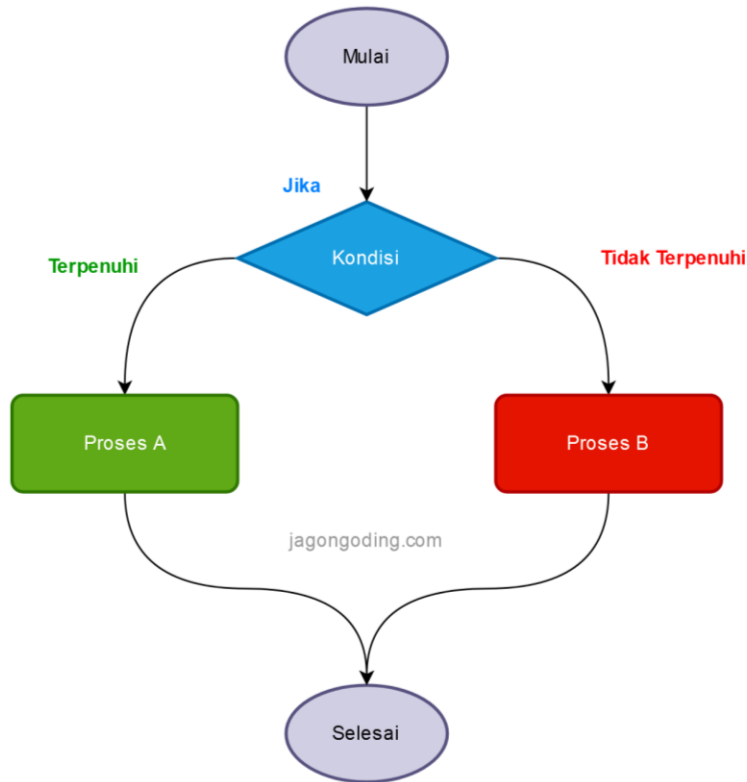 Mulai
Jika
Kondisi
Terpenuhi
Tidak Terpenuhi
Proses A
Proses B
jagongoding.com
Selesai